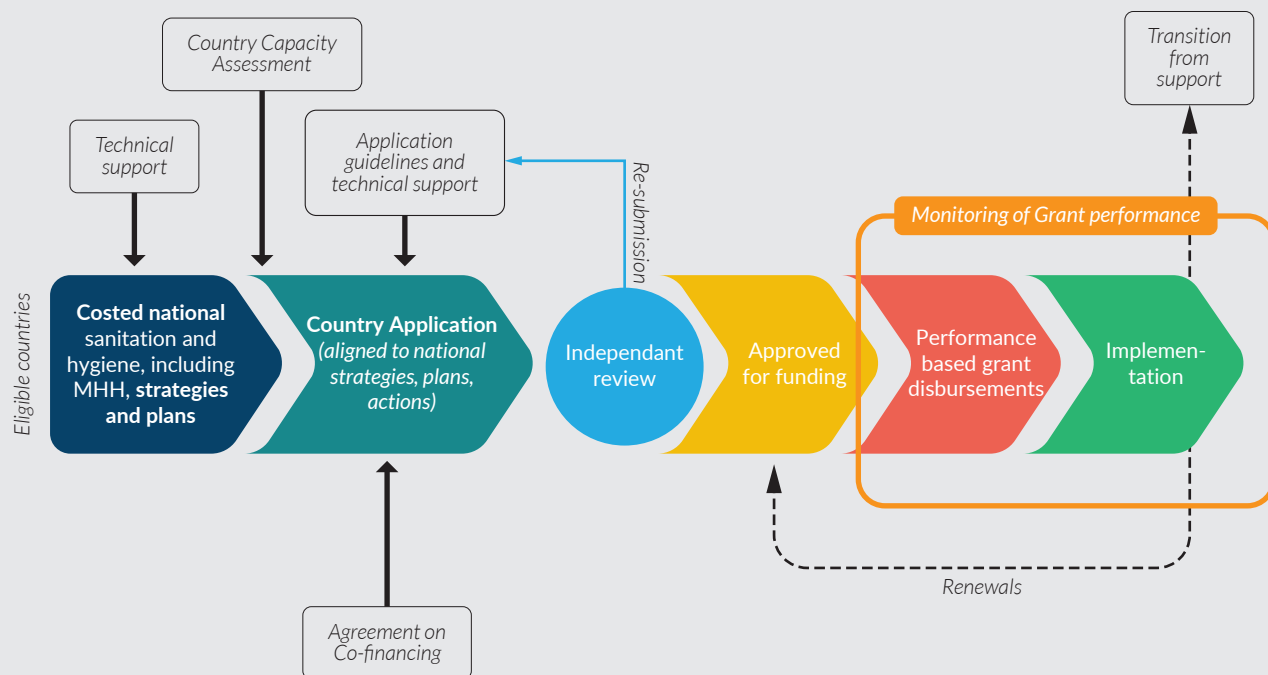 Country Capacity
Assessment
Transition
from
support
Technical
support
Application
guidelines and
technical support
Re-submission
Monitoring of Grant performance
Eligible countries
Costed national
sanitation and
hygiene, including
MHH, strategies
and plans
Country Application
(aligned to national
strategies, plans,
actions)
Independant
review
Approved
for funding
Performance
based grant
disbursements
Implemen-
tation
Renewals
Agreement on
Co-financing